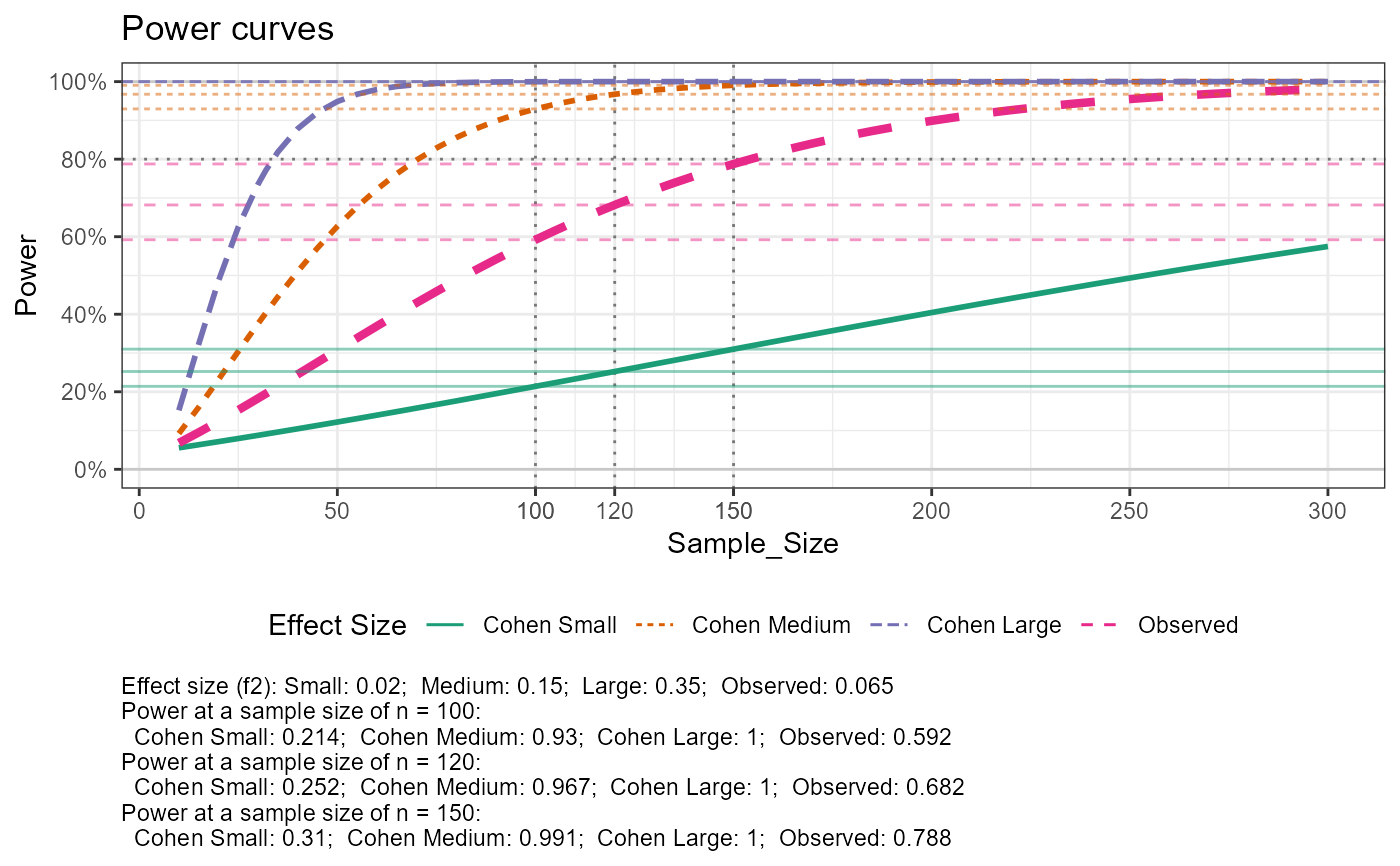 Power curves
100%
80%
60%
40%
20%
0%
Power
0 50 100 120 150 200 250 300
Sample_Size
Effect Size Cohen Small Cohen Medium Cohen Large Observed
Effect size (f2): Small: 0.02; Medium: 0.15; Large: 0.35; Observed: 0.065
Power at a sample size of n = 100:
Cohen Small: 0.214; Cohen Medium: 0.93; Cohen Large: 1; Observed: 0.592
Power at a sample size of n = 120:
Cohen Small: 0.252; Cohen Medium: 0.967; Cohen Large: 1; Observed: 0.682
Power at a sample size of n = 150:
Cohen Small: 0.31; Cohen Medium: 0.991; Cohen Large: 1; Observed: 0.788